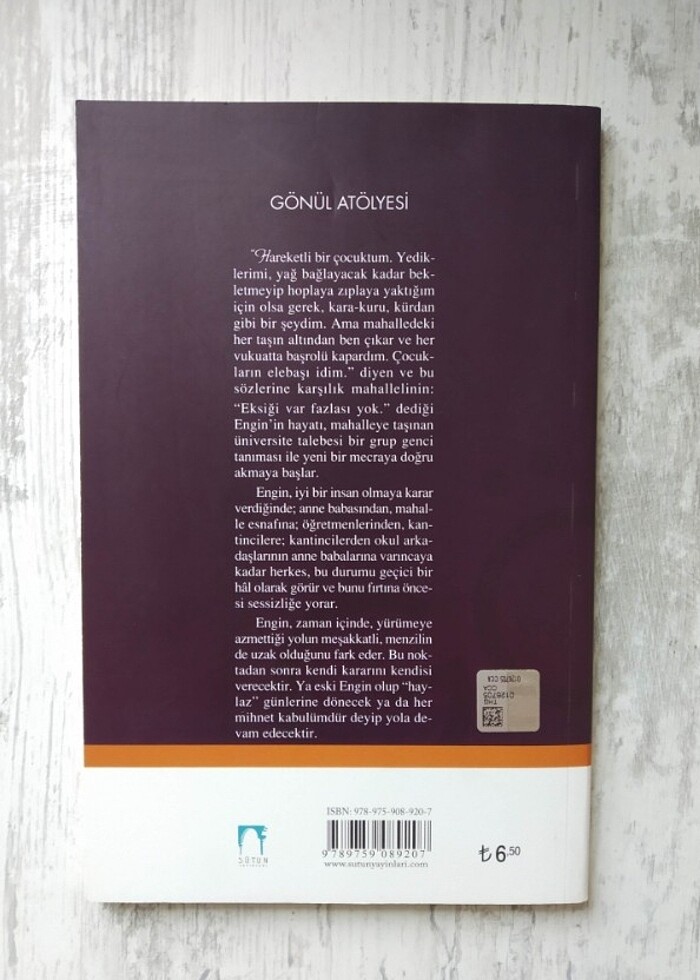 GÖNÜL ATÖLYESİ
“Hareketli bir çocuktum. Yedik-
lerimi, yağ bağlayacak kadar bek-
letmeyip hoplaya zıplaya yaktığım
için olsa gerek, kara-kuru, kürdan
gibi bir şeydim. Ama mahalledeki
her taşın altından ben çıkar ve her
vukuatta başrolü kapardım. Çocuk-
ların elebaşı idim.” diyen ve bu
sözlerine karşılık mahallelinin:
“Eksiği var fazlası yok.” dediği
Engin’in hayatı, mahalleye taşınan
üniversite talebesi bir grup genci
tanıması ile yeni bir mecraya doğru
akmaya başlar.
Engin, iyi bir insan olmaya karar
verdiğinde; anne babasından, mahal-
le esnafına; öğretmenlerinden, kan-
tincilere; kantincilerden okul arka-
daşlarının anne babalarına varıncaya
kadar herkes, bu durumu geçici bir
hâl olarak görür ve bunu fırtına önce-
si sessizliğe yorar.
Engin, zaman içinde, yürümeye
azmettiği yolun meşakkatli, menzilin
de uzak olduğunu fark eder. Bu nok-
tadan sonra kendi kararını kendisi
verecektir. Ya eski Engin olup “hay-
laz” günlerine dönecek ya da her
mihnet kabulümdür deyip yola de-
vam edecektir.
THG
0126705
CCA
0126705 CCA
ISBN: 978-975-908-920-7
9789759089207
www.sutunyayinlari.com
SÜTUN
YAYINLARI
₺ 6.50